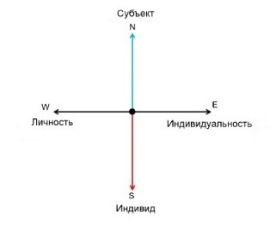 Субъект
N
W
E
Личность
Индивидуальность
S
Индивид